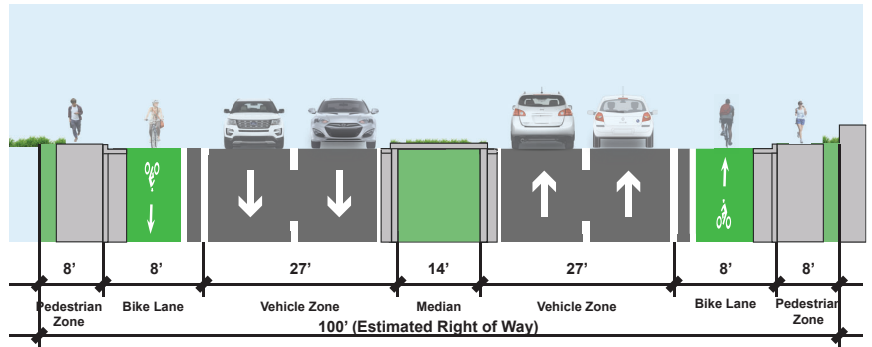 8’ 8’ 27’ 14’ 27’ 8’ 8’
Pedestrian Zone
Bike Lane
Vehicle Zone
Median
Vehicle Zone
Bike Lane
Pedestrian Zone
100’ (Estimated Right of Way)